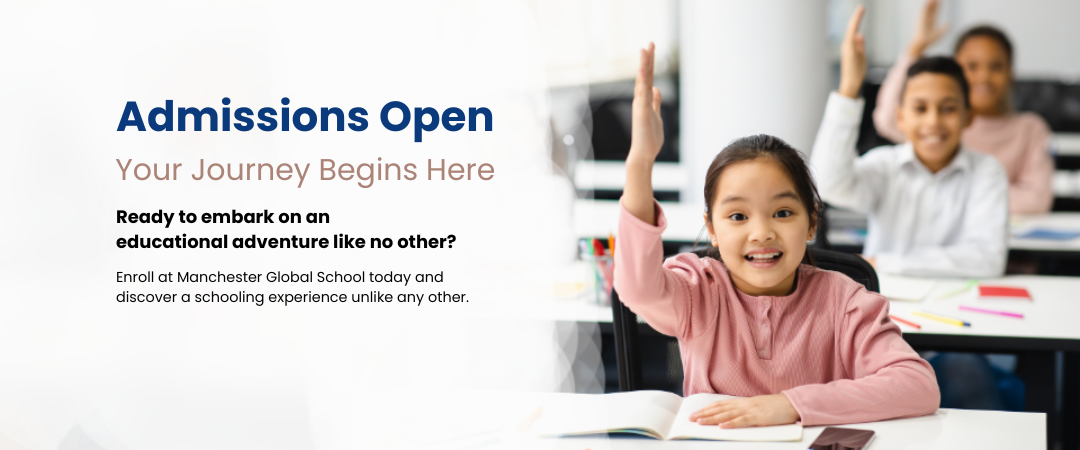 Admissions Open
Your Journey Begins Here
Ready to embark on an
educational adventure like no other?
Enroll at Manchester Global School today and
discover a schooling experience unlike any other.